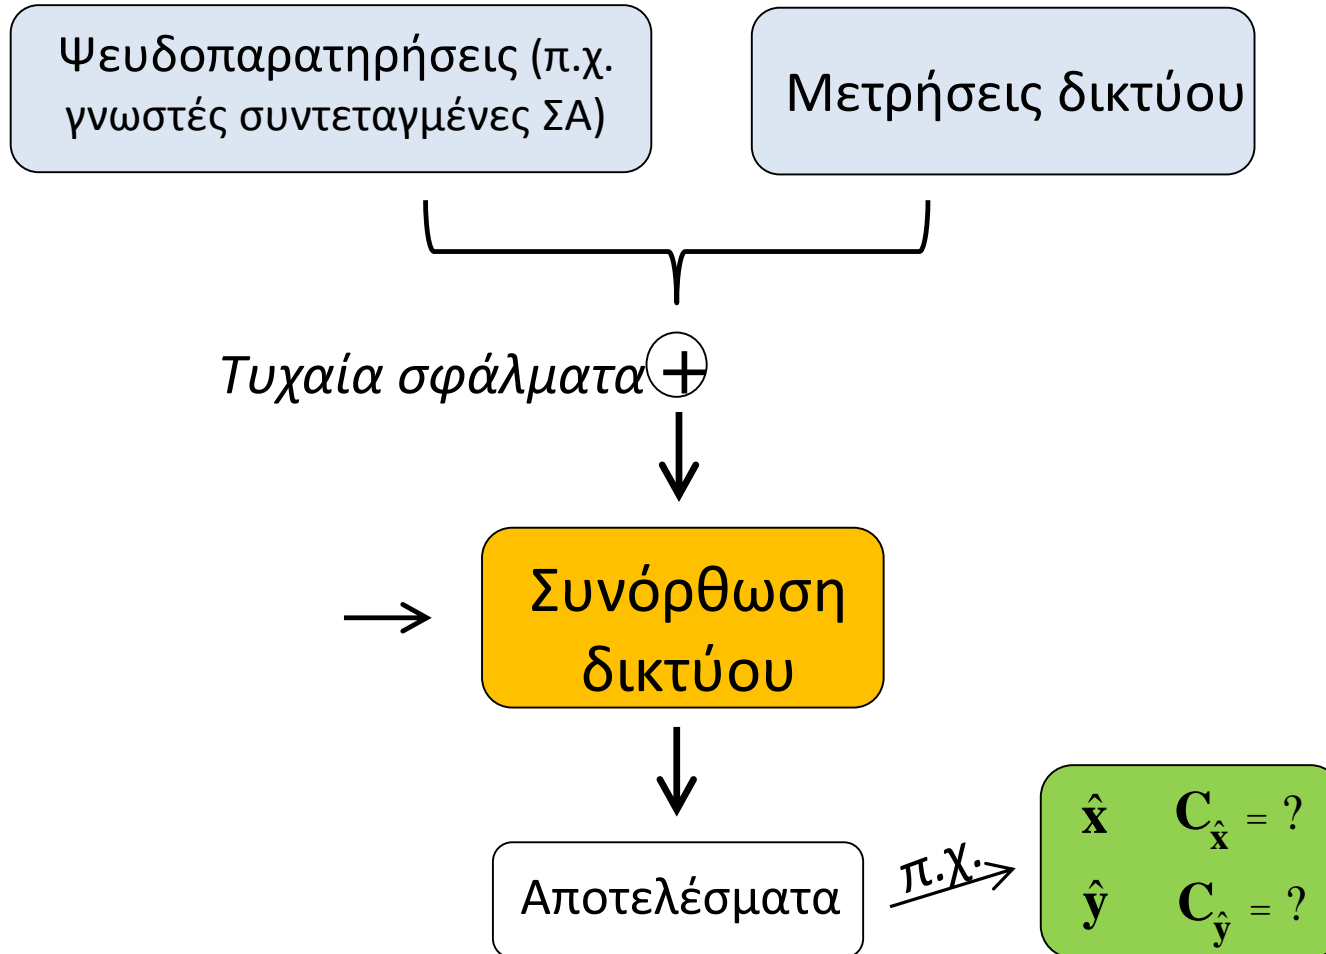 Ψευδοπαρατηρήσεις (π.χ.
γνωστές συντεταγμένες ΣΑ)
Μετρήσεις δικτύου
Τυχαία σφάλματα +
Συνόρθωση
δικτύου
Αποτελέσματα
π.χ.
x̂ C_x̂ = ?
ŷ C_ŷ = ?